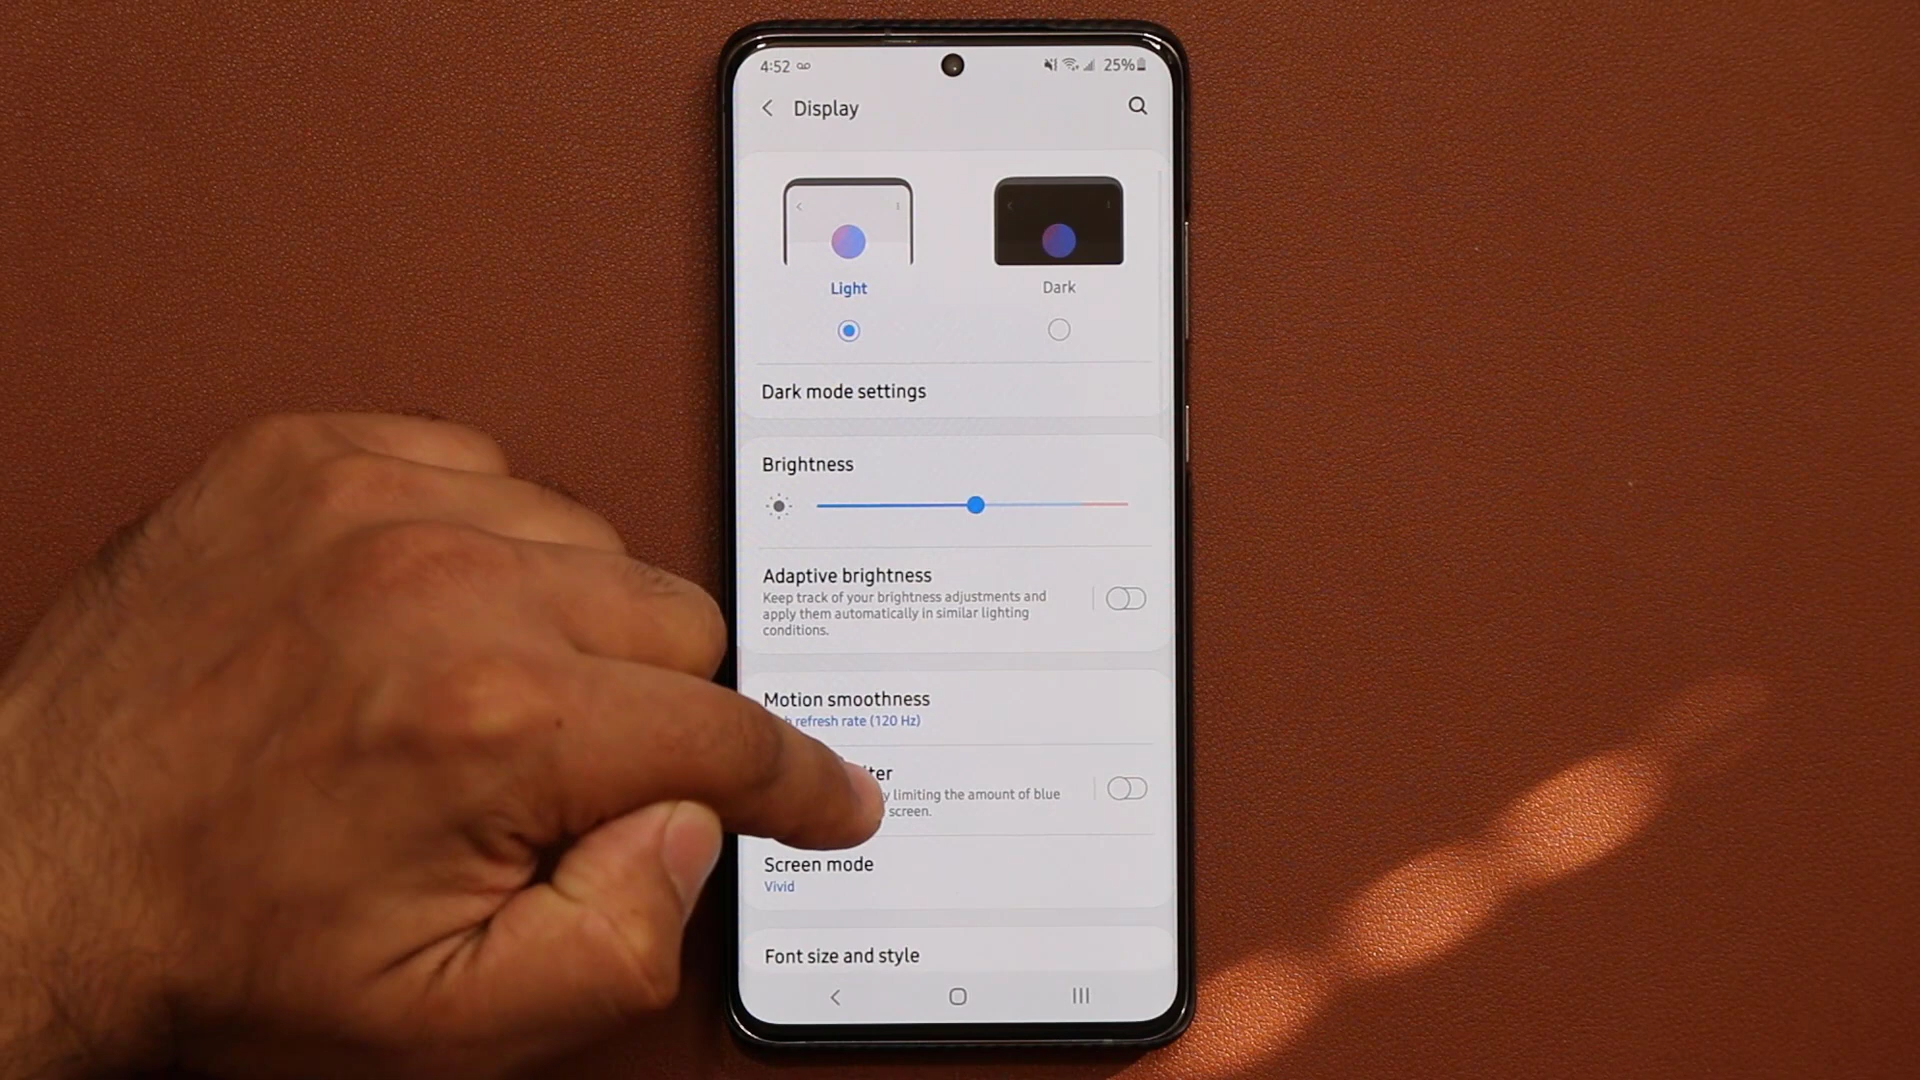 4:52
25%
Display
Light
Dark
Dark mode settings
Brightness
Adaptive brightness
Keep track of your brightness adjustments and
apply them automatically in similar lighting
conditions.
Motion smoothness
refresh rate (120 Hz)
limiting the amount of blue
screen.
Screen mode
Vivid
Font size and style